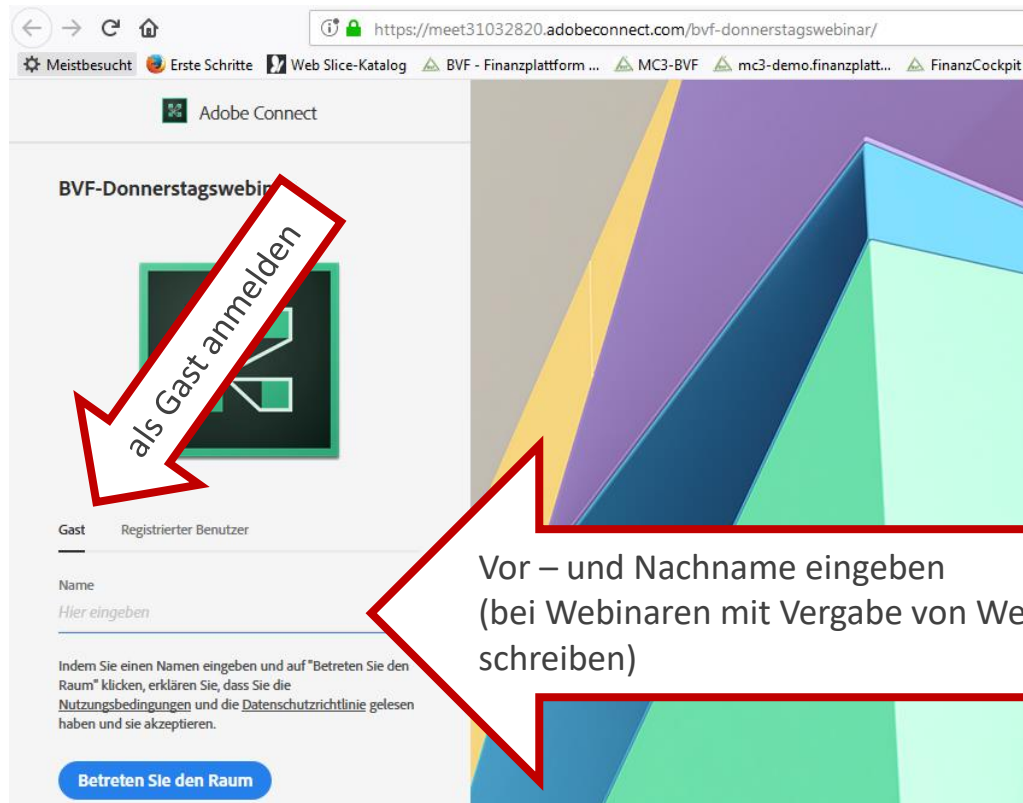 https://meet31032820.adobeconnect.com/bvf-donnerstagswebinar/
Meistbesucht Erste Schritte Web Slice-Katalog BVF - Finanzplattform ... MC3-BVF mc3-demo.finanzplatt... FinanzCockpit
Adobe Connect
BVF-Donnerstagswebin
als Gast anmelden
Gast Registrierter Benutzer
Name
Hier eingeben
Vor – und Nachname eingeben
(bei Webinaren mit Vergabe von We
schreiben)
Indem Sie einen Namen eingeben und auf "Betreten Sie den
Raum" klicken, erklären Sie, dass Sie die
Nutzungsbedingungen und die Datenschutzrichtlinie gelesen
haben und sie akzeptieren.
Betreten SIe den Raum